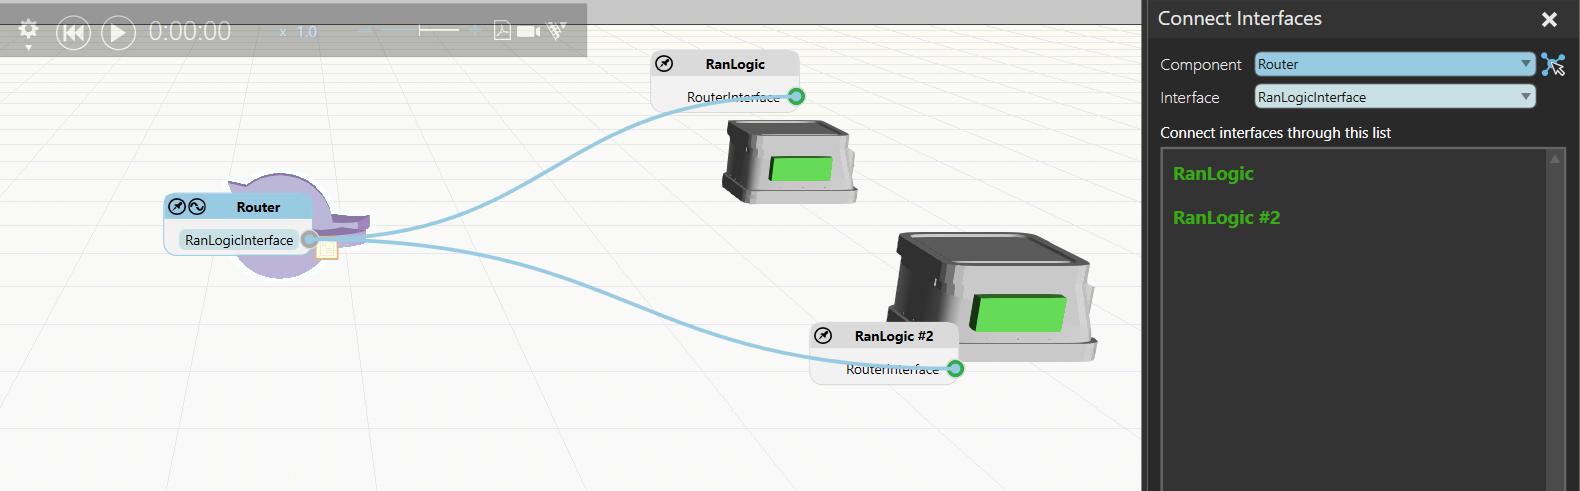 0:00:00
x 1.0
RanLogic
RouterInterface
Router
RanLogicInterface
RanLogic #2
RouterInterface
Connect Interfaces
Component
Router
Interface
RanLogicInterface
Connect interfaces through this list
RanLogic
RanLogic #2